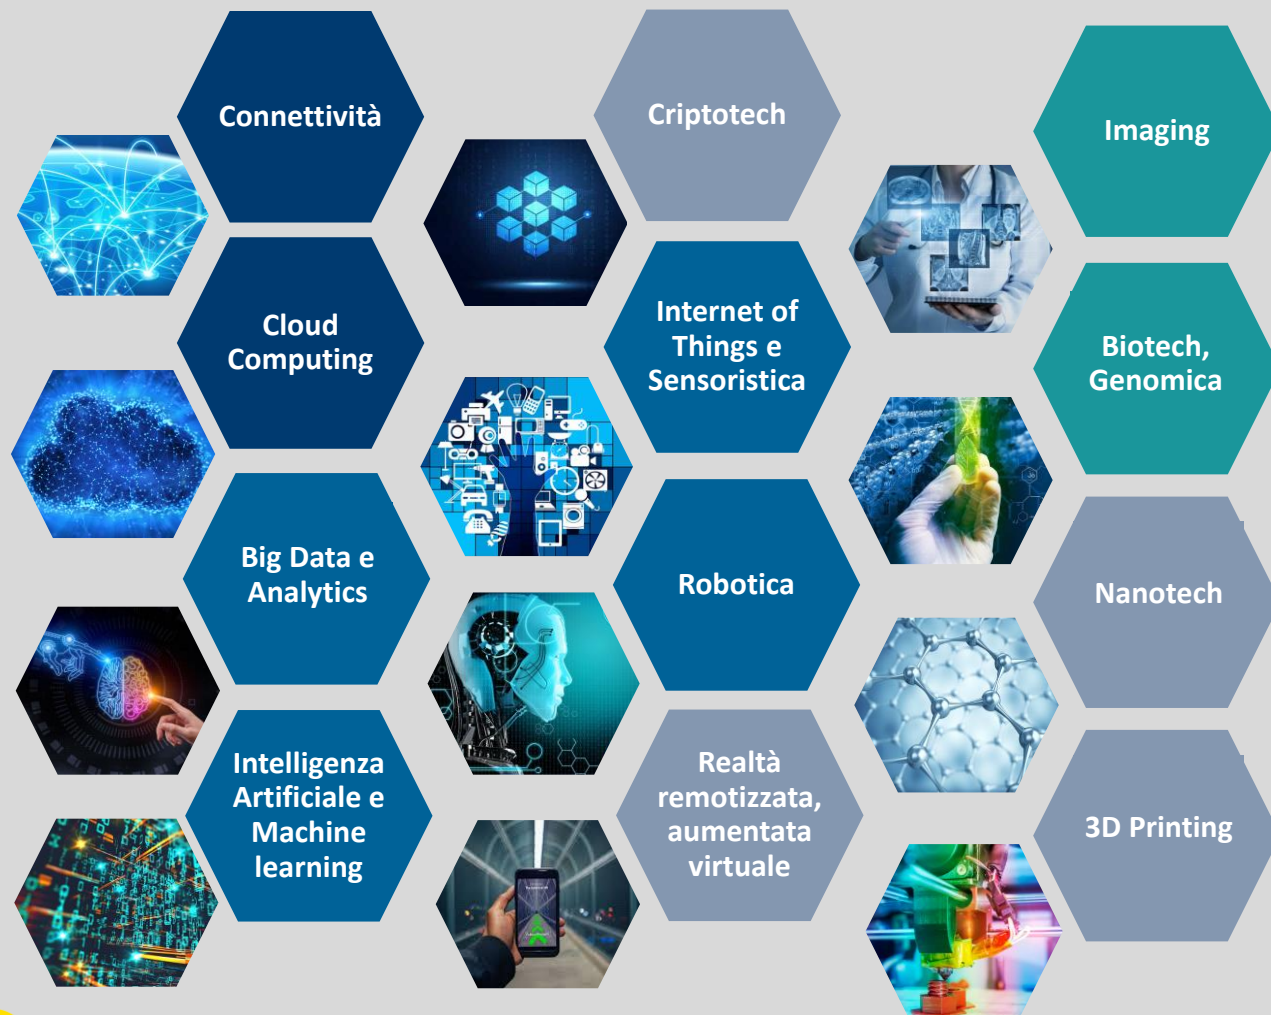 Connettività
Cloud
Computing
Big Data e
Analytics
Intelligenza
Artificiale e
Machine
learning
Criptotech
Internet of
Things e
Sensoristica
Robotica
Realtà
remotizzata,
aumentata
virtuale
Imaging
Biotech,
Genomica
Nanotech
3D Printing